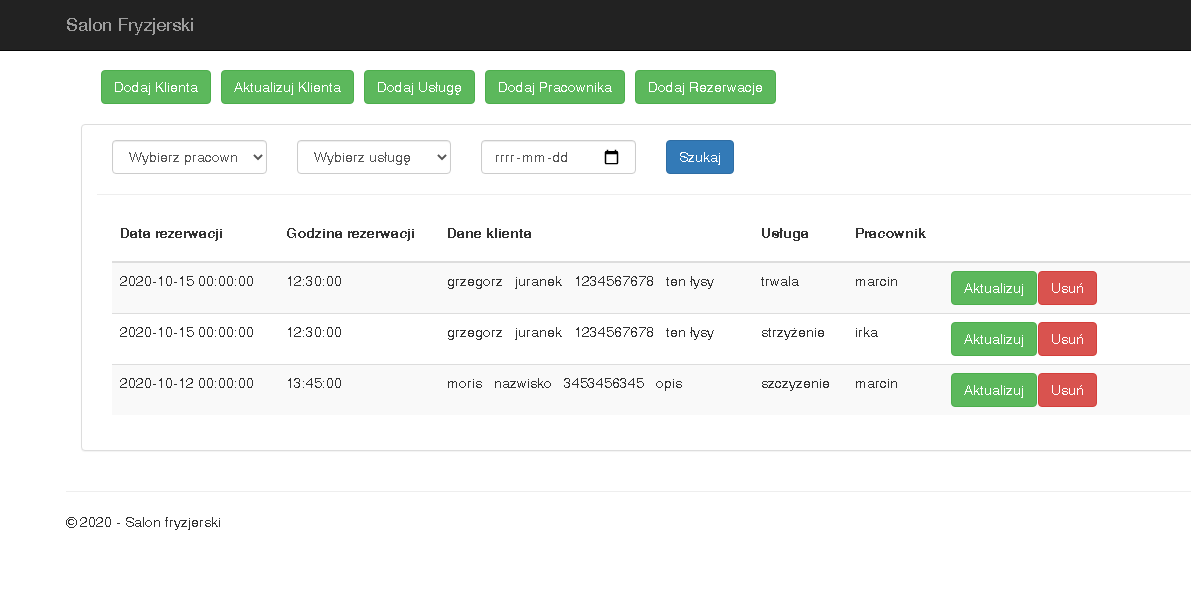 Salon Fryzjerski
Dodaj Klienta Aktualizuj Klienta Dodaj Usługę Dodaj Pracownika Dodaj Rezerwacje
Wybierz pracown Wybierz usługę rrrr-mm-dd Szukaj
Data rezerwacji Godzina rezerwacji Dane klienta Usługa Pracownik
2020-10-15 00:00:00 12:30:00 grzegorz juranek 1234567678 ten łysy trwala marcin Aktualizuj Usuń
2020-10-15 00:00:00 12:30:00 grzegorz juranek 1234567678 ten łysy strzyżenie irka Aktualizuj Usuń
2020-10-12 00:00:00 13:45:00 moris nazwisko 3453456345 opis szczyzenie marcin Aktualizuj Usuń
© 2020 - Salon fryzjerski